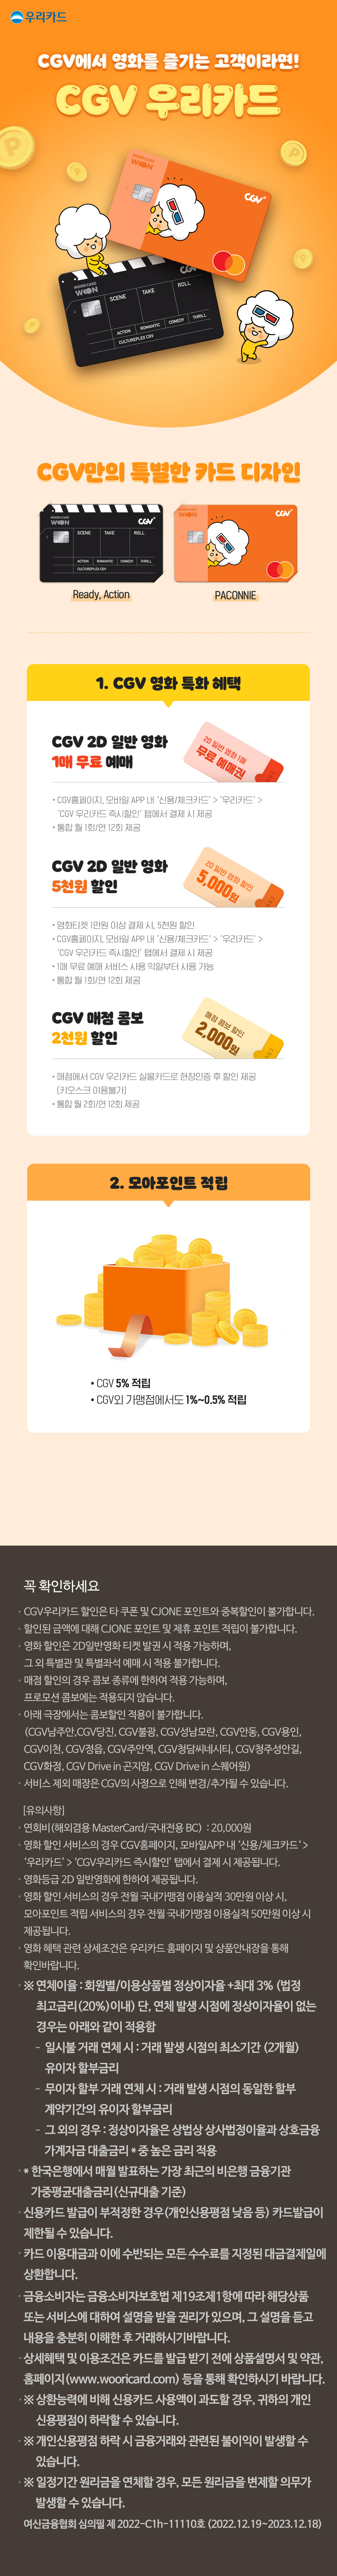 우리카드
CGV에서 영화를 즐기는 고객이라면!
CGV 우리카드
WOORI CARD
WON
CGV
WOORI CARD
WON
CGV
SCENE TAKE ROLL
ACTION ROMANTIC COMEDY THRILL
CULTUREPLEX CGV
CGV만의 특별한 카드 디자인
WOORI CARD
WON
CGV
SCENE TAKE ROLL
ACTION ROMANTIC COMEDY THRILL
CULTUREPLEX CGV
WOORI CARD
WON
CGV
Ready, Action
PACONNIE
1. CGV 영화 특화 혜택
CGV 2D 일반 영화
1매 무료 예매
2D 일반 영화 1매
무료 예매권
• CGV홈페이지, 모바일 APP 내 '신용/체크카드' > '우리카드' >
'CGV 우리카드 즉시할인' 탭에서 결제 시 제공
• 통합 월 1회/연 12회 제공
CGV 2D 일반 영화
5천원 할인
2D 일반 영화 할인
5,000원
• 영화티켓 1만원 이상 결제 시, 5천원 할인
• CGV홈페이지, 모바일 APP 내 '신용/체크카드' > '우리카드' >
'CGV 우리카드 즉시할인' 탭에서 결제 시 제공
• 1매 무료 예매 서비스 사용 익일부터 사용 가능
• 통합 월 1회/연 12회 제공
CGV 매점 콤보
2천원 할인
매점 콤보 할인
2,000원
• 매점에서 CGV 우리카드 실물카드로 현장인증 후 할인 제공
(키오스크 이용불가)
• 통합 월 2회/연 12회 제공
2. 모아포인트 적립
• CGV 5% 적립
• CGV외 가맹점에서도 1%~0.5% 적립
꼭 확인하세요
· CGV우리카드 할인은 타 쿠폰 및 CJONE 포인트와 중복할인이 불가합니다.
· 할인된 금액에 대해 CJONE 포인트 및 제휴 포인트 적립이 불가합니다.
· 영화 할인은 2D일반영화 티켓 발권 시 적용 가능하며,
그 외 특별관 및 특별좌석 예매 시 적용 불가합니다.
· 매점 할인의 경우 콤보 종류에 한하여 적용 가능하며,
프로모션 콤보에는 적용되지 않습니다.
· 아래 극장에서는 콤보할인 적용이 불가합니다.
(CGV남주안,CGV당진, CGV불광, CGV성남모란, CGV안동, CGV용인,
CGV이천, CGV정읍, CGV주안역, CGV청담씨네시티, CGV청주성안길,
CGV화정, CGV Drive in 곤지암, CGV Drive in 스퀘어원)
· 서비스 제외 매장은 CGV의 사정으로 인해 변경/추가될 수 있습니다.
[유의사항]
· 연회비(해외겸용 MasterCard/국내전용 BC) : 20,000원
· 영화 할인 서비스의 경우 CGV홈페이지, 모바일APP 내 '신용/체크카드' >
'우리카드' > 'CGV우리카드 즉시할인' 탭에서 결제 시 제공됩니다.
· 영화등급 2D 일반영화에 한하여 제공됩니다.
· 영화 할인 서비스의 경우 전월 국내가맹점 이용실적 30만원 이상 시,
모아포인트 적립 서비스의 경우 전월 국내가맹점 이용실적 50만원 이상 시
제공됩니다.
· 영화 혜택 관련 상세조건은 우리카드 홈페이지 및 상품안내장을 통해
확인바랍니다.
· ※ 연체이율 : 회원별/이용상품별 정상이자율 +최대 3% (법정
최고금리(20%)이내) 단, 연체 발생 시점에 정상이자율이 없는
경우는 아래와 같이 적용함
- 일시불 거래 연체 시 : 거래 발생 시점의 최소기간 (2개월)
유이자 할부금리
- 무이자 할부 거래 연체 시 : 거래 발생 시점의 동일한 할부
계약기간의 유이자 할부금리
- 그 외의 경우 : 정상이자율은 상법상 상사법정이율과 상호금융
가계자금 대출금리 * 중 높은 금리 적용
· * 한국은행에서 매월 발표하는 가장 최근의 비은행 금융기관
가중평균대출금리 (신규대출 기준)
· 신용카드 발급이 부적정한 경우(개인신용평점 낮음 등) 카드발급이
제한될 수 있습니다.
· 카드 이용대금과 이에 수반되는 모든 수수료를 지정된 대금결제일에
상환합니다.
· 금융소비자는 금융소비자보호법 제19조제1항에 따라 해당상품
또는 서비스에 대하여 설명을 받을 권리가 있으며, 그 설명을 듣고
내용을 충분히 이해한 후 거래하시기바랍니다.
· 상세혜택 및 이용조건은 카드를 발급 받기 전에 상품설명서 및 약관,
홈페이지(www.wooricard.com) 등을 통해 확인하시기 바랍니다.
· ※ 상환능력에 비해 신용카드 사용액이 과도할 경우, 귀하의 개인
신용평점이 하락할 수 있습니다.
· ※ 개인신용평점 하락 시 금융거래와 관련된 불이익이 발생할 수
있습니다.
· ※ 일정기간 원리금을 연체할 경우, 모든 원리금을 변제할 의무가
발생할 수 있습니다.
여신금융협회 심의필 제 2022-C1h-11110호 (2022.12.19~2023.12.18)